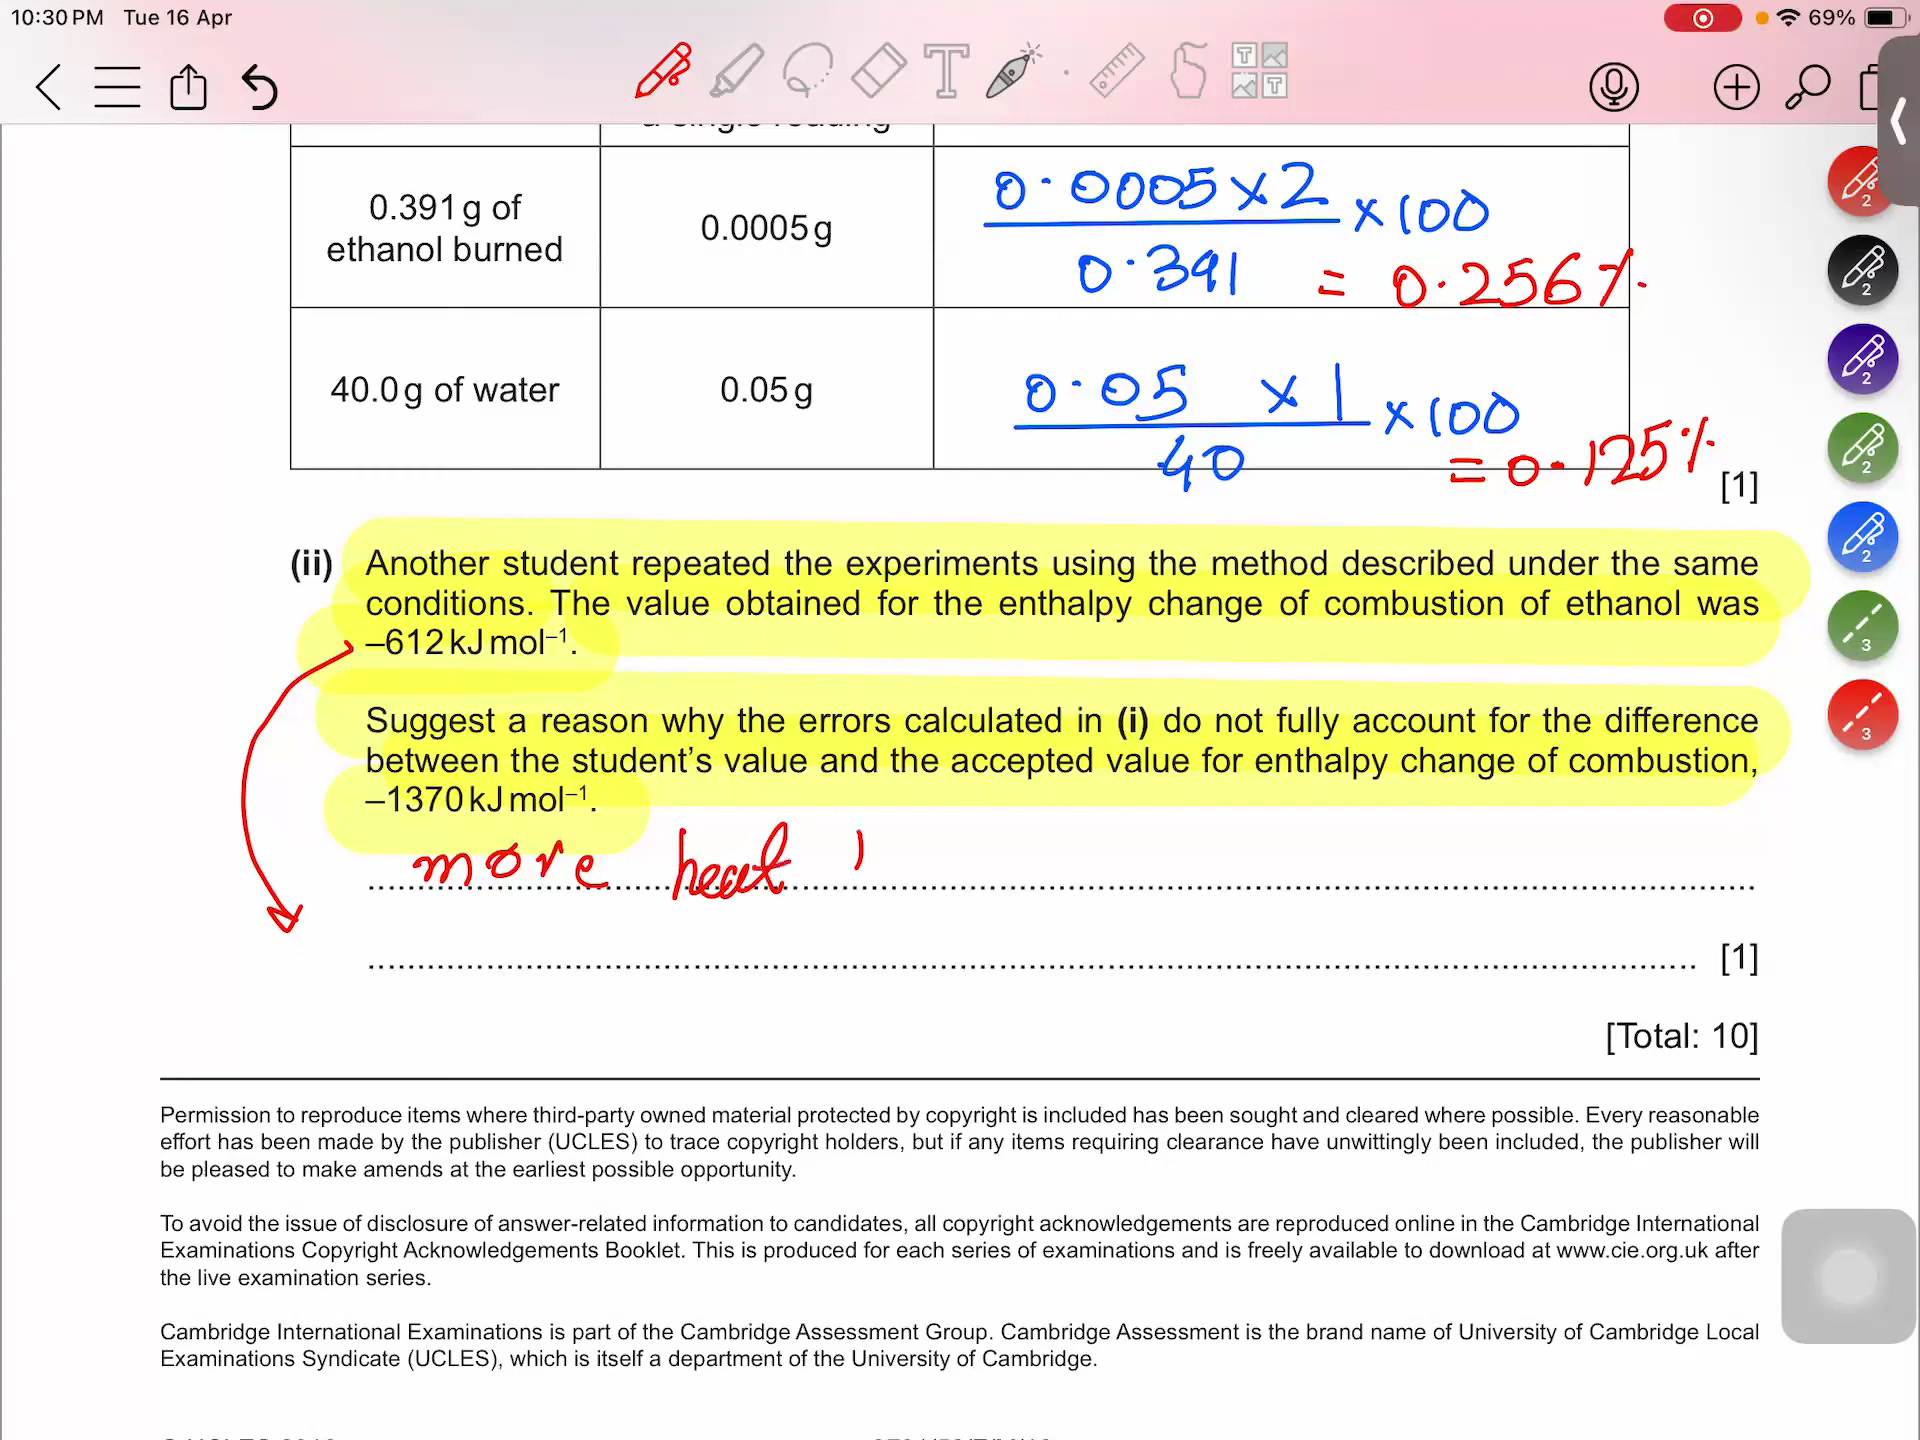 10:30 PM Tue 16 Apr
69%
0.391 g of
ethanol burned
0.0005 g
0.0005 × 2
× 100
0.391
= 0.256%
40.0 g of water
0.05 g
0.05 × 1
× 100
40
= 0.125%
[1]
(ii) Another student repeated the experiments using the method described under the same
conditions. The value obtained for the enthalpy change of combustion of ethanol was
–612 kJ mol⁻¹.
Suggest a reason why the errors calculated in (i) do not fully account for the difference
between the student's value and the accepted value for enthalpy change of combustion,
–1370 kJ mol⁻¹.
more heat
[1]
[Total: 10]
Permission to reproduce items where third-party owned material protected by copyright is included has been sought and cleared where possible. Every reasonable
effort has been made by the publisher (UCLES) to trace copyright holders, but if any items requiring clearance have unwittingly been included, the publisher will
be pleased to make amends at the earliest possible opportunity.
To avoid the issue of disclosure of answer-related information to candidates, all copyright acknowledgements are reproduced online in the Cambridge International
Examinations Copyright Acknowledgements Booklet. This is produced for each series of examinations and is freely available to download at www.cie.org.uk after
the live examination series.
Cambridge International Examinations is part of the Cambridge Assessment Group. Cambridge Assessment is the brand name of University of Cambridge Local
Examinations Syndicate (UCLES), which is itself a department of the University of Cambridge.
2
2
2
2
2
3
3